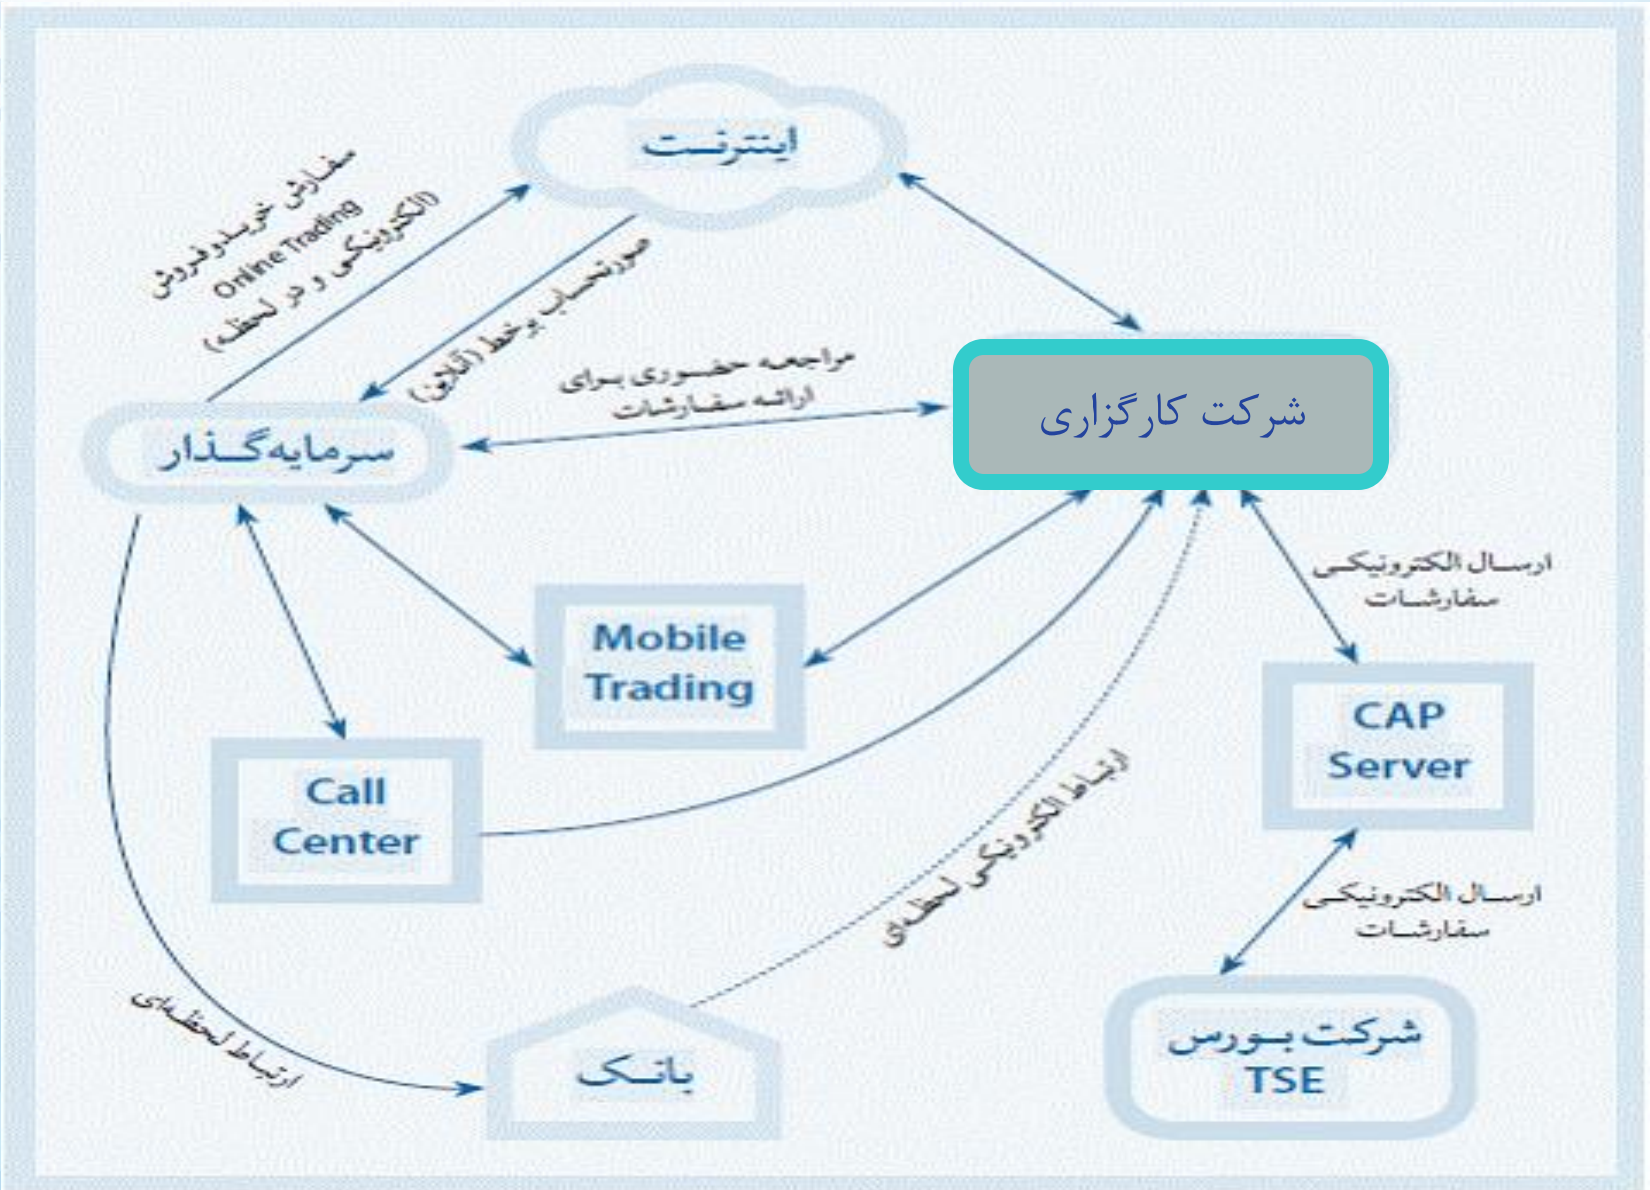 اینترنت
سفارش خرید و فروش
Online Trading
(الکترونیکی و در لحظه)
صورتحساب برخط (آنلاین)
مراجعه حضوری برای
ارائه سفارشات
شرکت کارگزاری
سرمایه‌گذار
ارسال الکترونیکی
سفارشات
Mobile
Trading
CAP
Server
Call
Center
ارتباط الکترونیکی لحظه‌ای
ارسال الکترونیکی
سفارشات
ارتباط لحظه‌ای
بانک
شرکت بورس
TSE